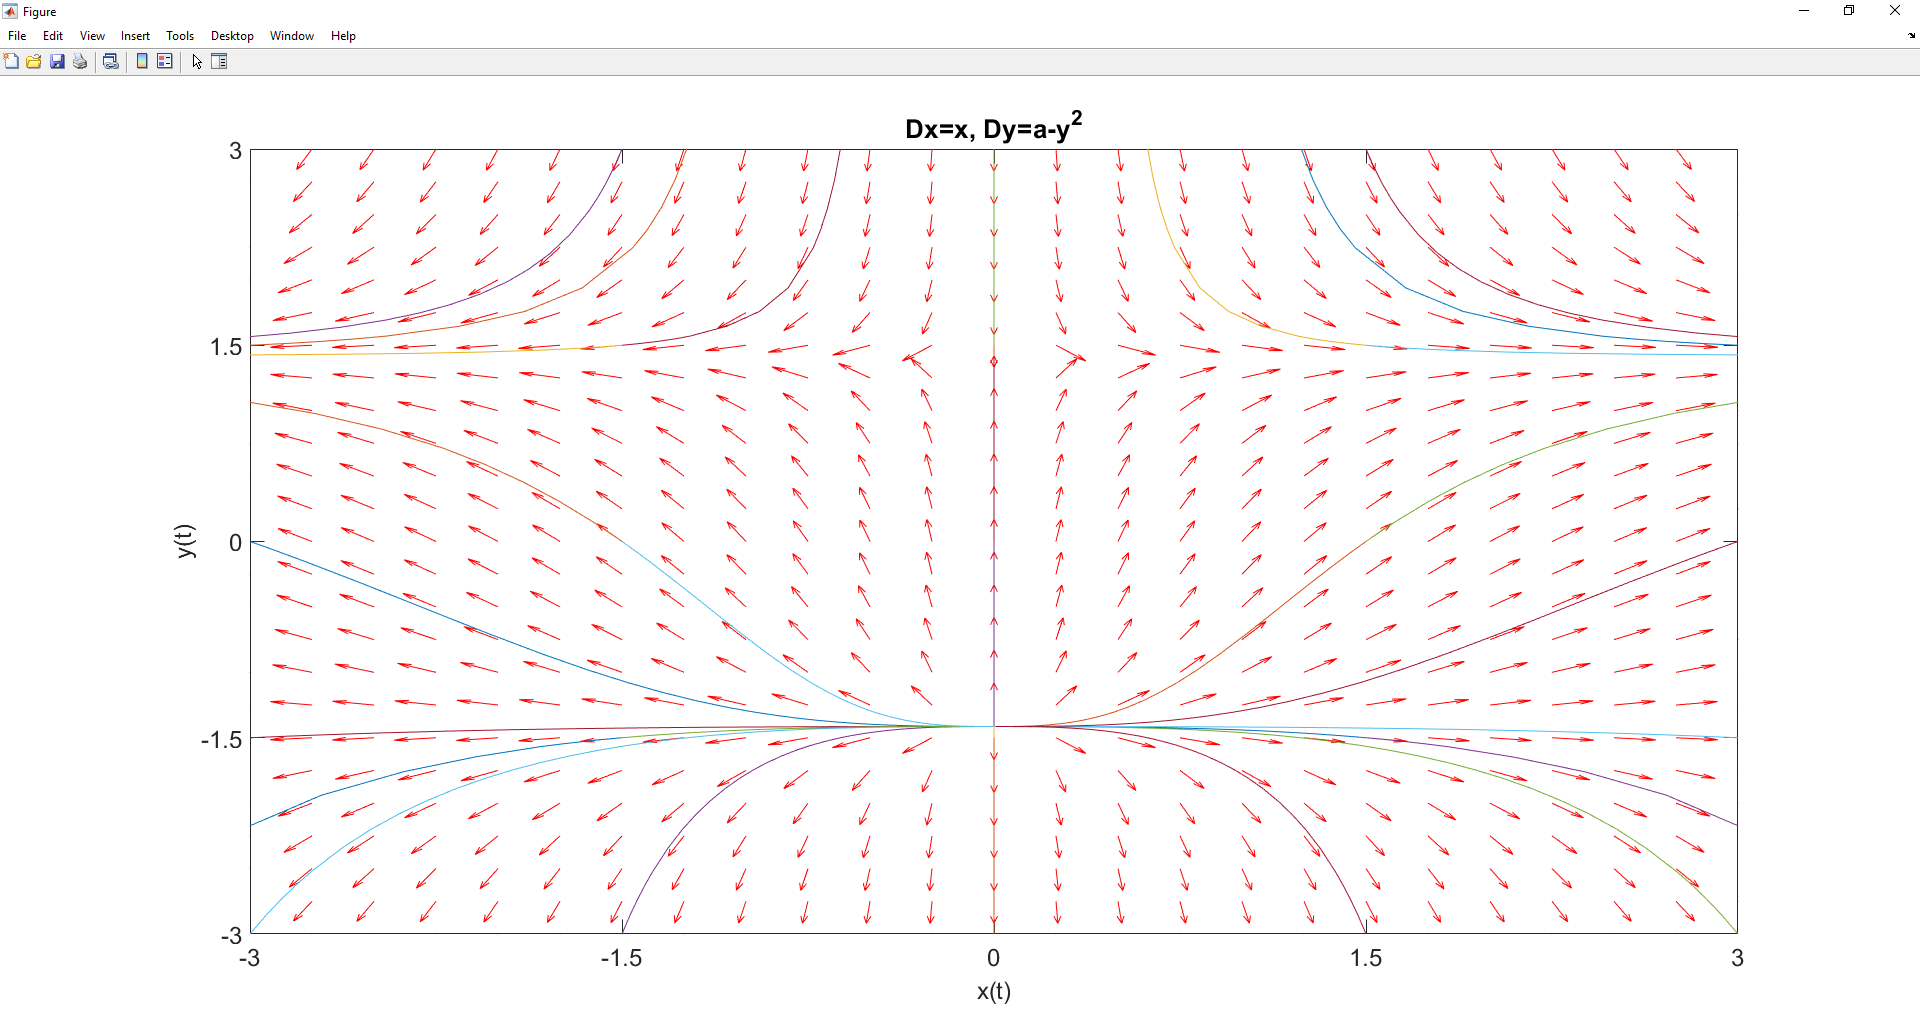 Figure
File Edit View Insert Tools Desktop Window Help
Dx=x, Dy=a-y²
3
1.5
0
-1.5
-3
y(t)
-3 -1.5 0 1.5 3
x(t)